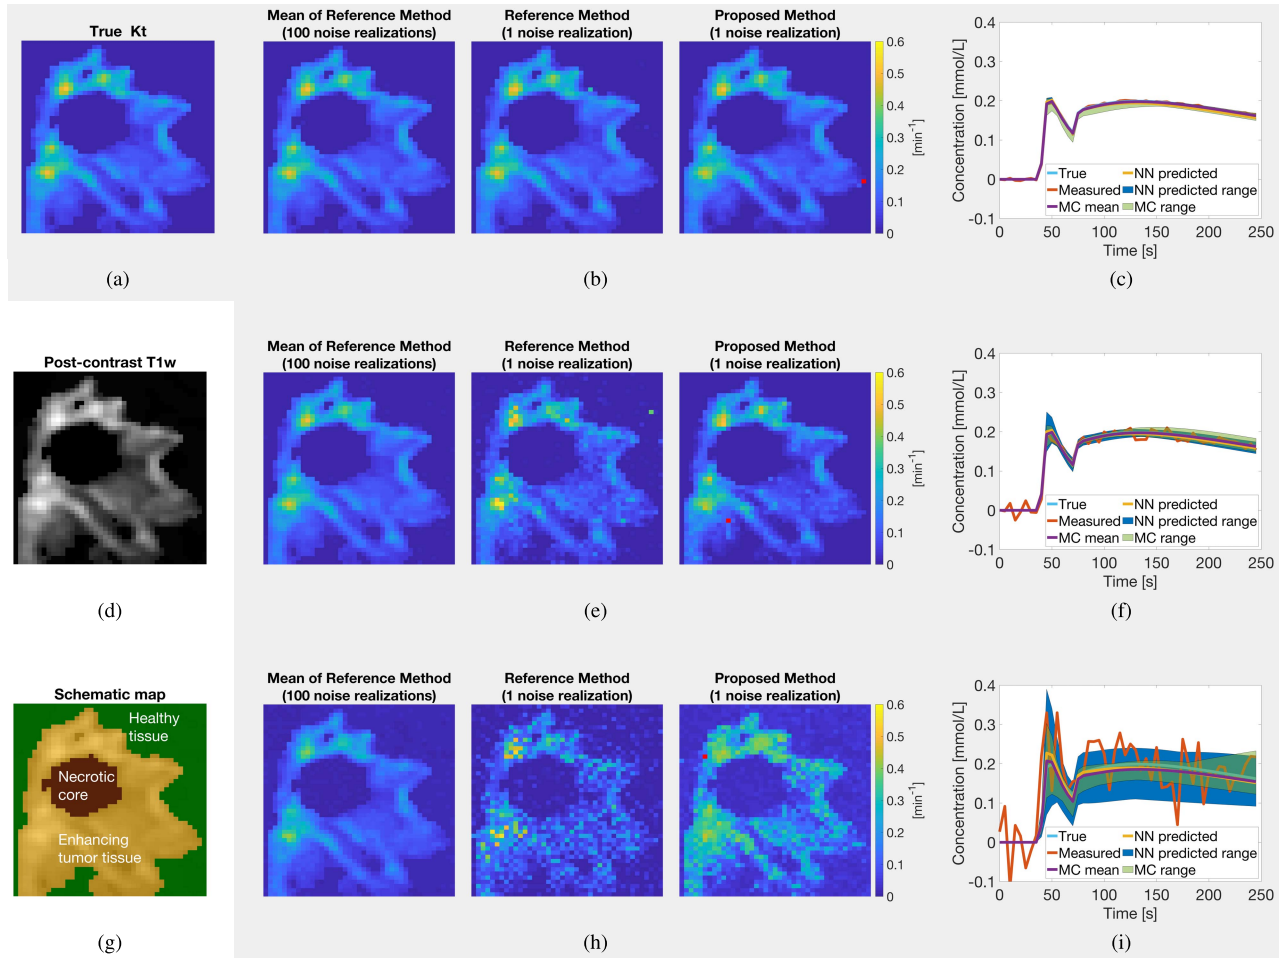 True Kt
Mean of Reference Method
(100 noise realizations)
Reference Method
(1 noise realization)
Proposed Method
(1 noise realization)
0.6
0.5
0.4
0.3
0.2
0.1
0
[min⁻¹]
Concentration [mmol/L]
0.4
0.3
0.2
0.1
0
-0.1
True
Measured
MC mean
NN predicted
NN predicted range
MC range
0 50 100 150 200 250
Time [s]
(a)
(b)
(c)
Post-contrast T1w
Mean of Reference Method
(100 noise realizations)
Reference Method
(1 noise realization)
Proposed Method
(1 noise realization)
0.6
0.5
0.4
0.3
0.2
0.1
0
[min⁻¹]
Concentration [mmol/L]
0.4
0.3
0.2
0.1
0
-0.1
True
Measured
MC mean
NN predicted
NN predicted range
MC range
0 50 100 150 200 250
Time [s]
(d)
(e)
(f)
Schematic map
Healthy
tissue
Necrotic
core
Enhancing
tumor tissue
Mean of Reference Method
(100 noise realizations)
Reference Method
(1 noise realization)
Proposed Method
(1 noise realization)
0.6
0.5
0.4
0.3
0.2
0.1
0
[min⁻¹]
Concentration [mmol/L]
0.4
0.3
0.2
0.1
0
-0.1
True
Measured
MC mean
NN predicted
NN predicted range
MC range
0 50 100 150 200 250
Time [s]
(g)
(h)
(i)